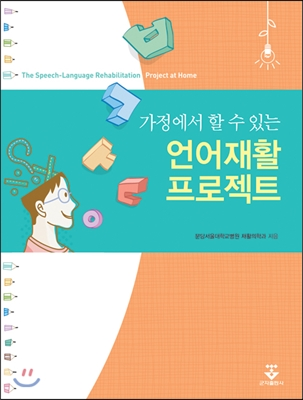 The Speech-Language Rehabilitation Project at Home
가정에서 할 수 있는
언어재활
프로젝트
분당서울대학교병원 재활의학과 지음
군자출판사